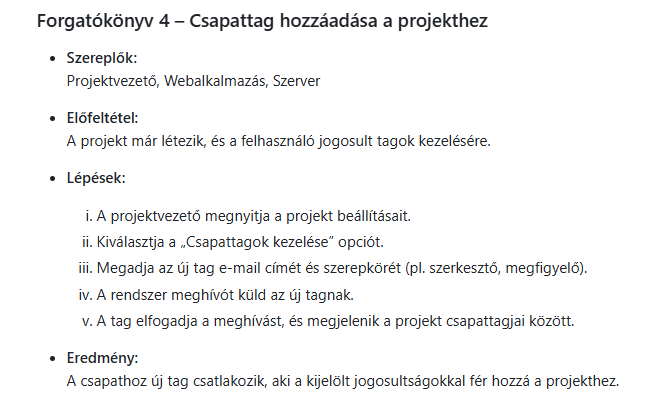 Forgatókönyv 4 – Csapattag hozzáadása a projekthez
• Szereplők:
Projektvezető, Webalkalmazás, Szerver
• Előfeltétel:
A projekt már létezik, és a felhasználó jogosult tagok kezelésére.
• Lépések:
i. A projektvezető megnyitja a projekt beállításait.
ii. Kiválasztja a „Csapattagok kezelése” opciót.
iii. Megadja az új tag e-mail címét és szerepkörét (pl. szerkesztő, megfigyelő).
iv. A rendszer meghívót küld az új tagnak.
v. A tag elfogadja a meghívást, és megjelenik a projekt csapattagjai között.
• Eredmény:
A csapathoz új tag csatlakozik, aki a kijelölt jogosultságokkal fér hozzá a projekthez.